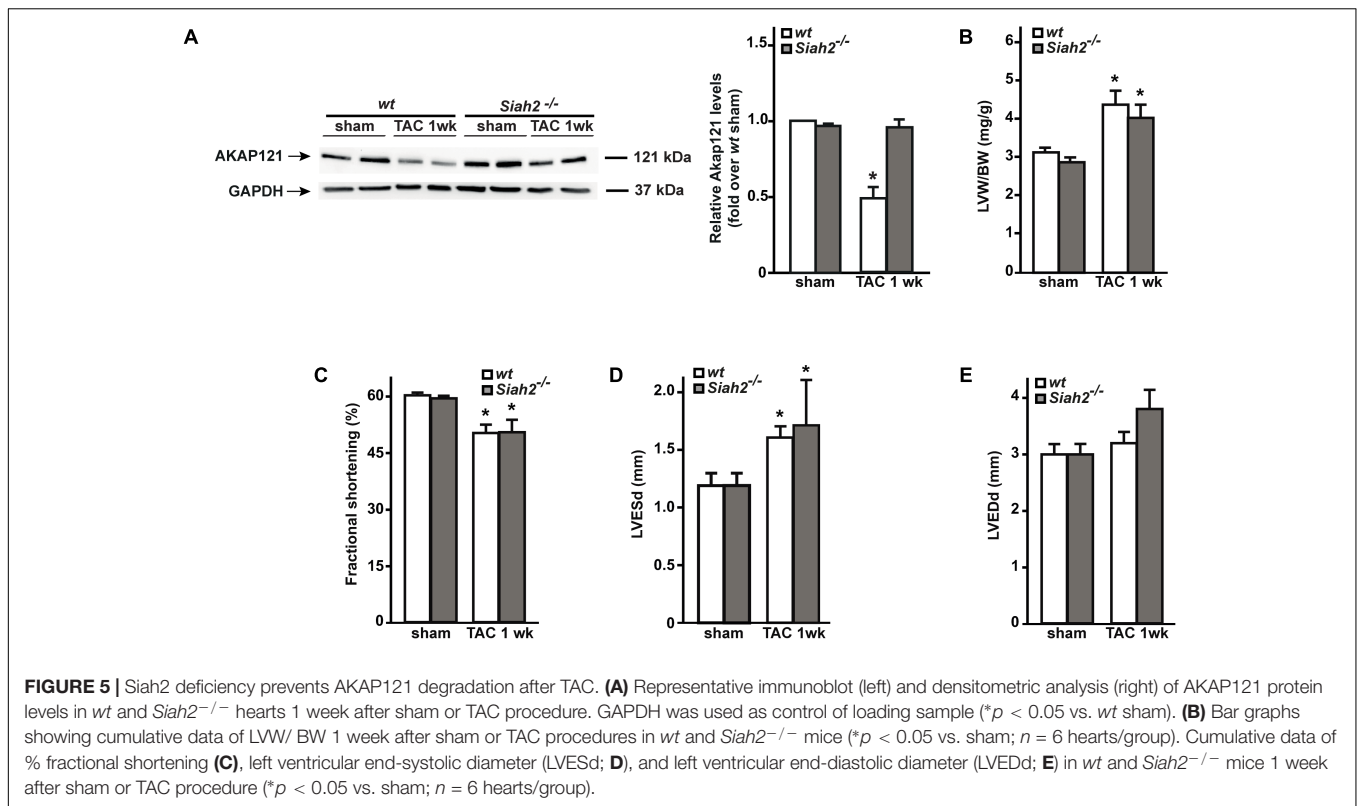 A
wt
Siah2 -/-
sham TAC 1wk sham TAC 1wk
AKAP121
121 kDa
GAPDH
37 kDa
wt
Siah2-/-
1.5
1.0
0.5
0
Relative Akap121 levels
(fold over wt sham)
*
sham TAC 1 wk
B
wt
Siah2-/-
6
5
4
3
2
1
0
LVW/BW (mg/g)
* *
sham TAC 1 wk
C
wt
Siah2-/-
60
45
30
15
0
Fractional shortening (%)
* *
sham TAC 1 wk
D
wt
Siah2-/-
2.0
1.5
1.0
0.5
0
LVESd (mm)
* *
sham TAC 1wk
E
wt
Siah2-/-
4
3
2
1
0
LVEDd (mm)
sham TAC 1wk
FIGURE 5 | Siah2 deficiency prevents AKAP121 degradation after TAC. (A) Representative immunoblot (left) and densitometric analysis (right) of AKAP121 protein
levels in wt and Siah2−/− hearts 1 week after sham or TAC procedure. GAPDH was used as control of loading sample (*p < 0.05 vs. wt sham). (B) Bar graphs
showing cumulative data of LVW/ BW 1 week after sham or TAC procedures in wt and Siah2−/− mice (*p < 0.05 vs. sham; n = 6 hearts/group). Cumulative data of
% fractional shortening (C), left ventricular end-systolic diameter (LVESd; D), and left ventricular end-diastolic diameter (LVEDd; E) in wt and Siah2−/− mice 1 week
after sham or TAC procedure (*p < 0.05 vs. sham; n = 6 hearts/group).